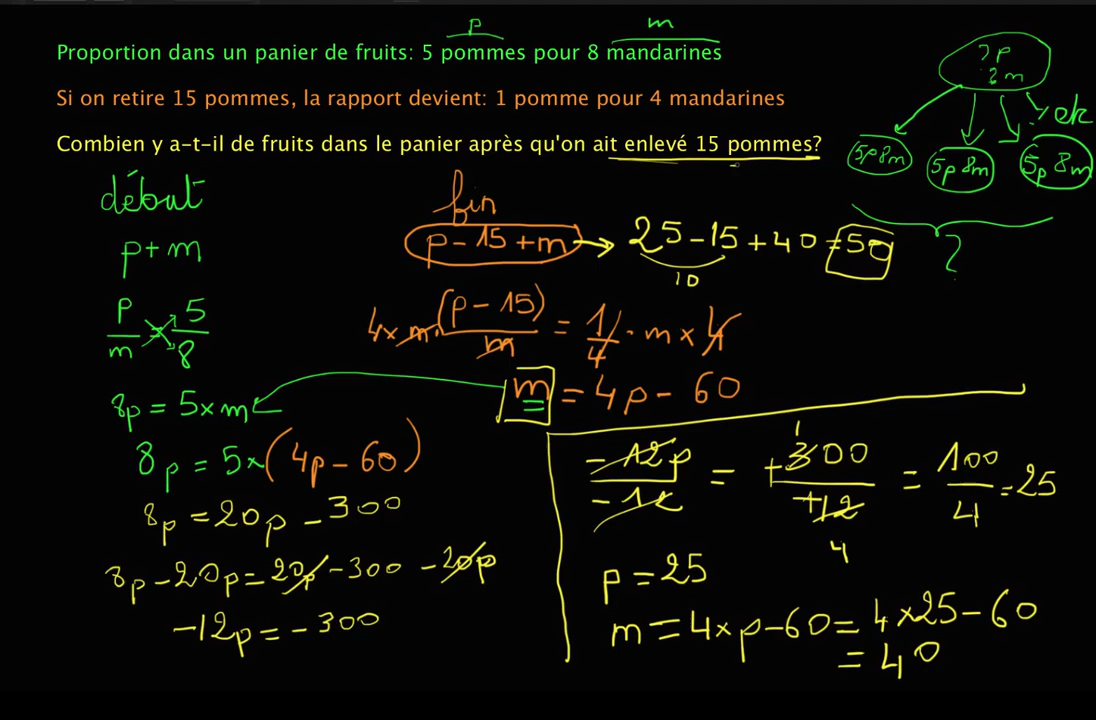 p
m
Proportion dans un panier de fruits: 5 pommes pour 8 mandarines
Si on retire 15 pommes, la rapport devient: 1 pomme pour 4 mandarines
Combien y a-t-il de fruits dans le panier après qu'on ait enlevé 15 pommes?
?p
?m
ok
5p 8m
5p 8m
5p 8m
?
début
p+m
p/m 5/8
8p = 5×m
8p = 5×(4p-60)
8p = 20p - 300
8p - 20p = 20p - 300 - 20p
-12p = -300
fin
p-15+m → 25-15+40=50
10
4×m·(p-15)/m = 1/4·m×4
m = 4p - 60
-12p/-12 = +300/+12 = 100/4 = 25
1
4
p = 25
m = 4×p-60 = 4×25-60
= 40